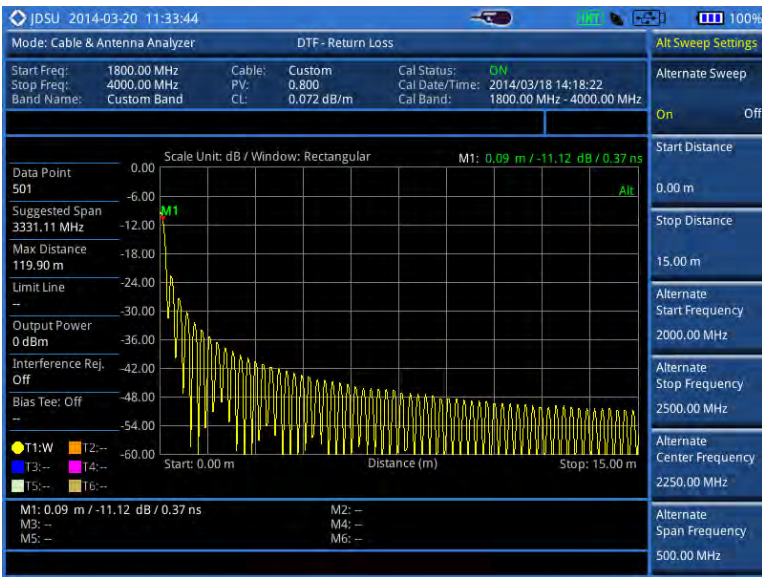 JDSU 2014-03-20 11:33:44
100%
Mode: Cable & Antenna Analyzer
DTF - Return Loss
Start Freq: 1800.00 MHz
Stop Freq: 4000.00 MHz
Band Name: Custom Band
Cable: Custom
PV: 0.800
CL: 0.072 dB/m
Cal Status: ON
Cal Date/Time: 2014/03/18 14:18:22
Cal Band: 1800.00 MHz - 4000.00 MHz
Data Point
501
Suggested Span
3331.11 MHz
Max Distance
119.90 m
Limit Line
--
Output Power
0 dBm
Interference Rej.
Off
Bias Tee: Off
--
T1:W T2:--
T3:-- T4:--
T5:-- T6:--
Scale Unit: dB / Window: Rectangular
M1: 0.09 m / -11.12 dB / 0.37 ns
Alt
M1
0.00
-6.00
-12.00
-18.00
-24.00
-30.00
-36.00
-42.00
-48.00
-54.00
-60.00
Start: 0.00 m
Distance (m)
Stop: 15.00 m
M1: 0.09 m / -11.12 dB / 0.37 ns
M2: --
M3: --
M4: --
M5: --
M6: --
Alt Sweep Settings
Alternate Sweep
On Off
Start Distance
0.00 m
Stop Distance
15.00 m
Alternate
Start Frequency
2000.00 MHz
Alternate
Stop Frequency
2500.00 MHz
Alternate
Center Frequency
2250.00 MHz
Alternate
Span Frequency
500.00 MHz